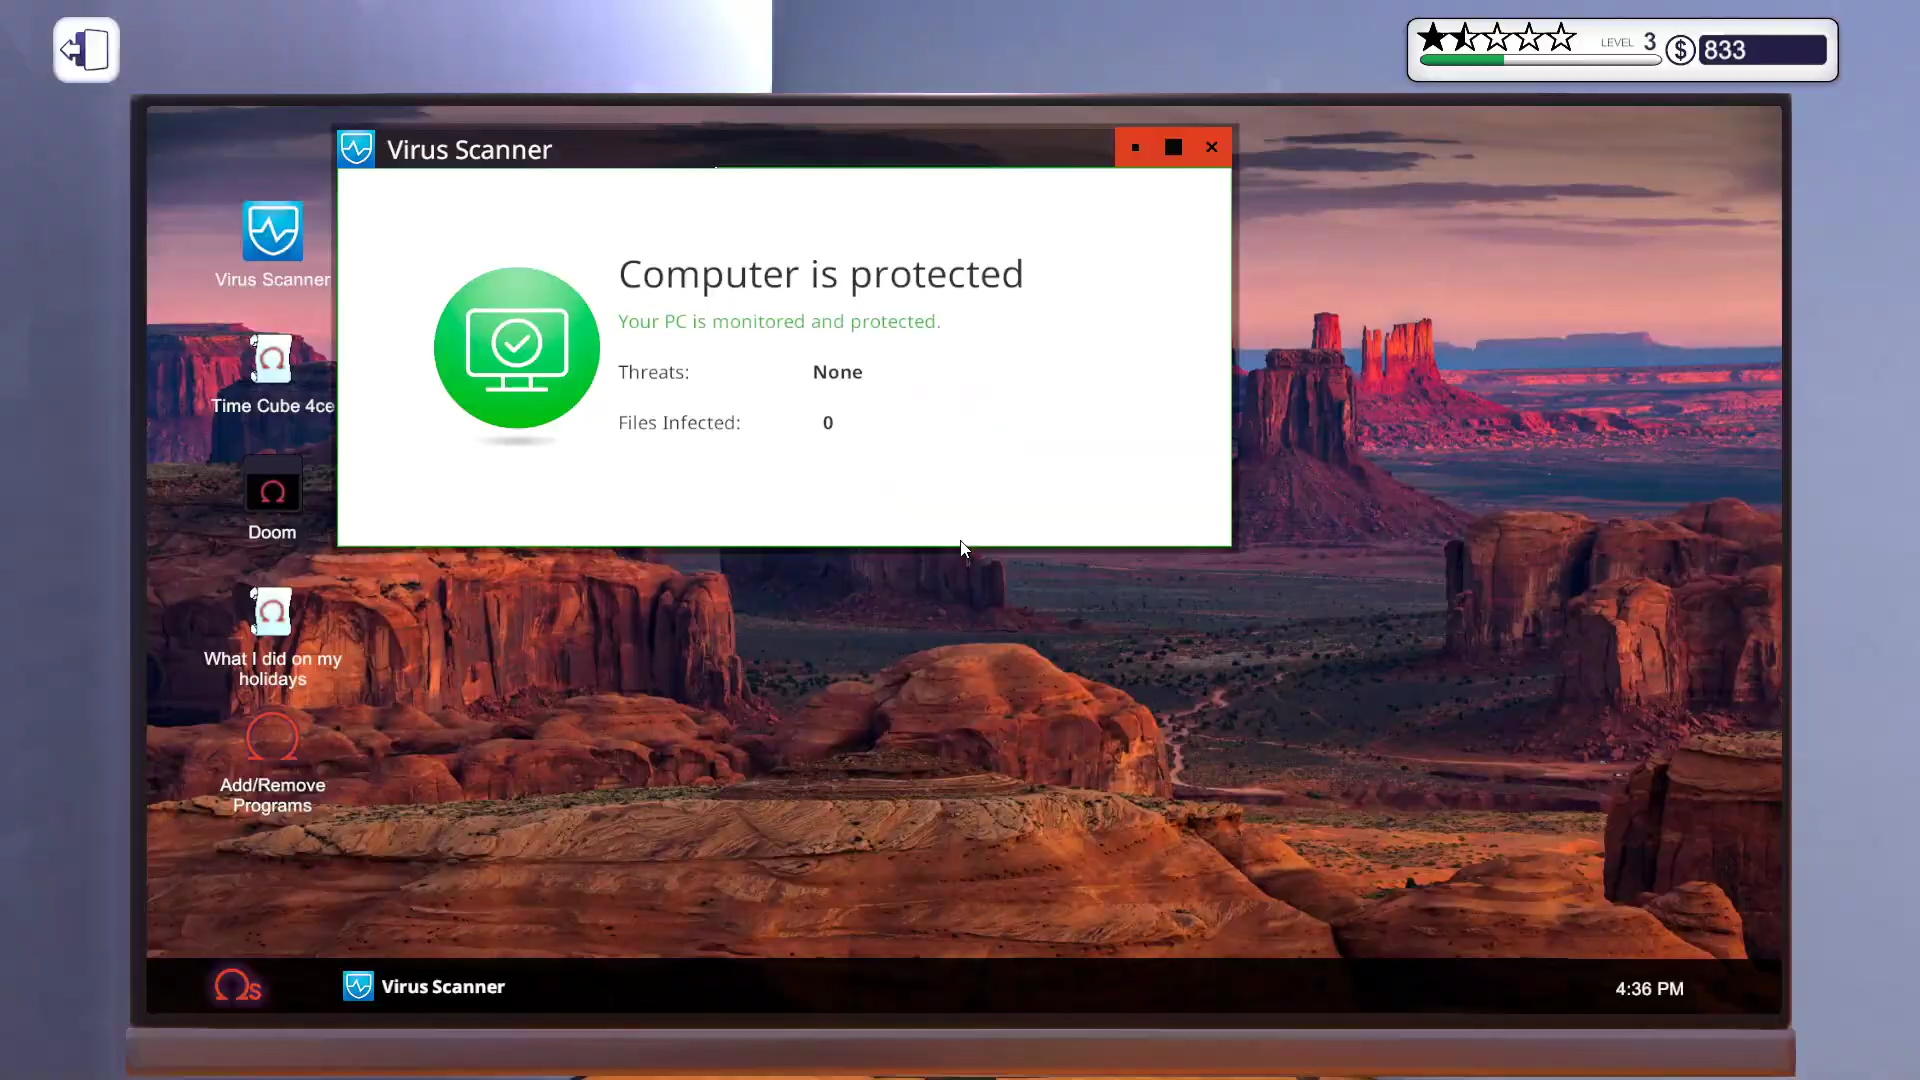 LEVEL 3
$ 833
Virus Scanner
Virus Scanner
Computer is protected
Your PC is monitored and protected.
Threats: None
Files Infected: 0
Time Cube 4ce
Doom
What I did on my
holidays
Add/Remove
Programs
Ωs
Virus Scanner
4:36 PM